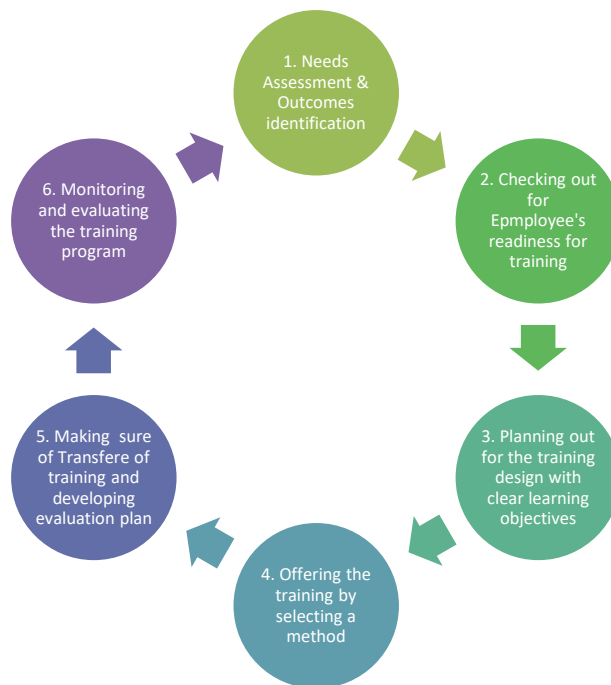 1. Needs
Assessment &
Outcomes
identification
2. Checking out
for
Epmployee's
readiness for
training
3. Planning out
for the training
design with
clear learning
objectives
4. Offering the
training by
selecting a
method
5. Making sure
of Transfere of
training and
developing
evaluation plan
6. Monitoring
and evaluating
the training
program